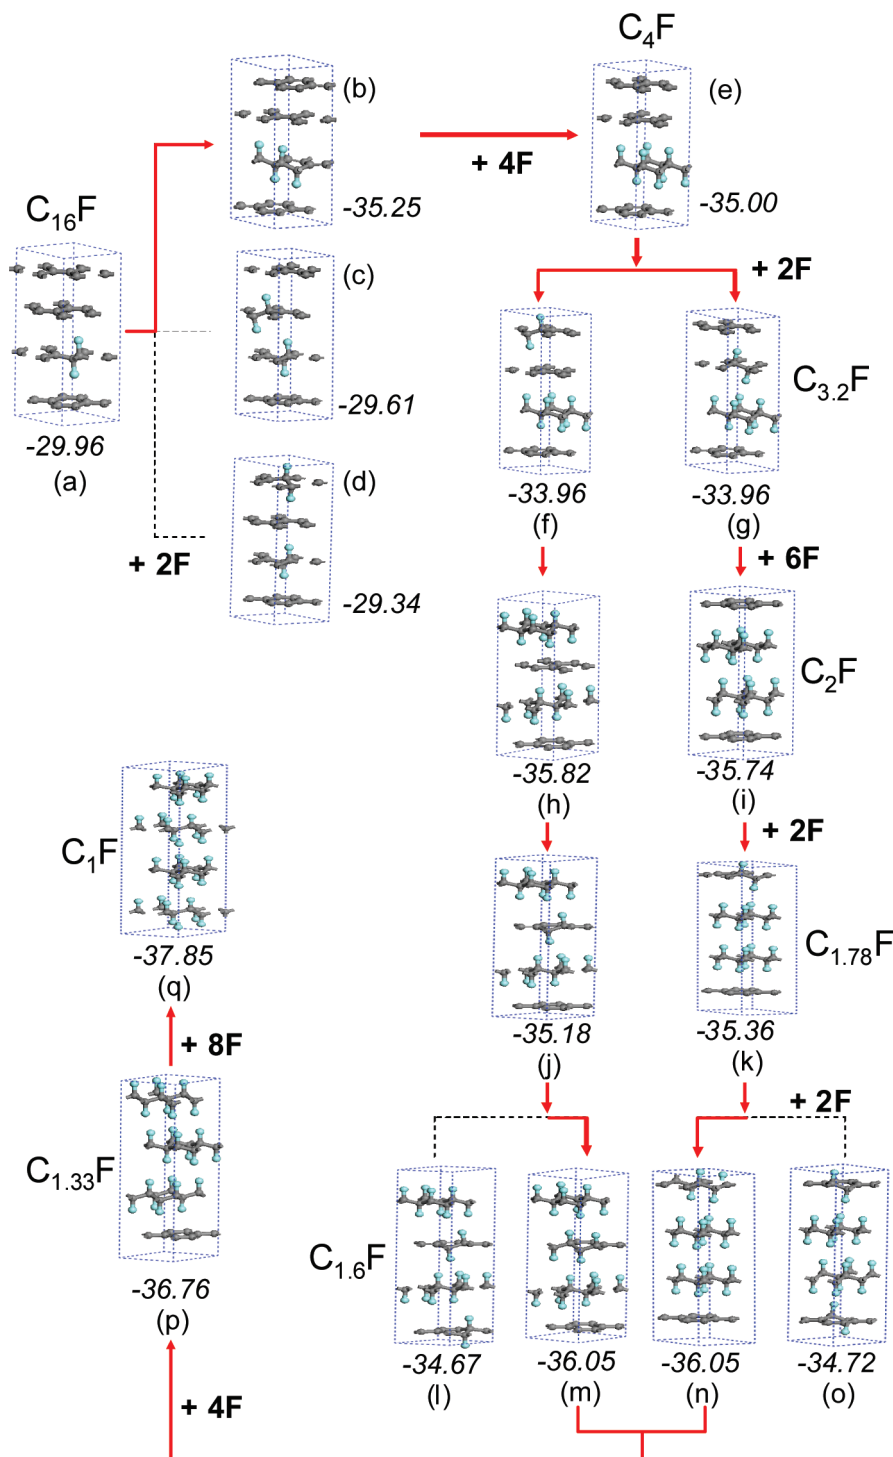 C₄F
(b)
(e)
+ 4F
-35.25
-35.00
C₁₆F
(c)
+ 2F
-29.61
C₃.₂F
-29.96
(a)
(d)
-33.96
-33.96
(f)
(g)
+ 2F
+ 6F
-29.34
C₂F
-35.82
-35.74
(h)
(i)
+ 2F
C₁F
C₁.₇₈F
-37.85
(q)
-35.18
-35.36
(j)
(k)
+ 8F
+ 2F
C₁.₃₃F
C₁.₆F
-36.76
(p)
-34.67
-36.05
-36.05
-34.72
(l)
(m)
(n)
(o)
+ 4F